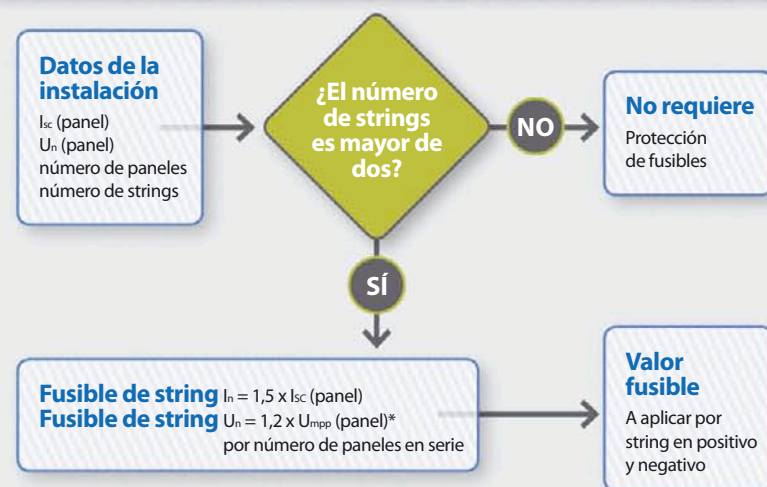 Datos de la
instalación
Isc (panel)
Un (panel)
número de paneles
número de strings
¿El número
de strings
es mayor de
dos?
NO
No requiere
Protección
de fusibles
SÍ
Fusible de string In = 1,5 x Isc (panel)
Fusible de string Un = 1,2 x Umpp (panel)*
por número de paneles en serie
Valor
fusible
A aplicar por
string en positivo
y negativo